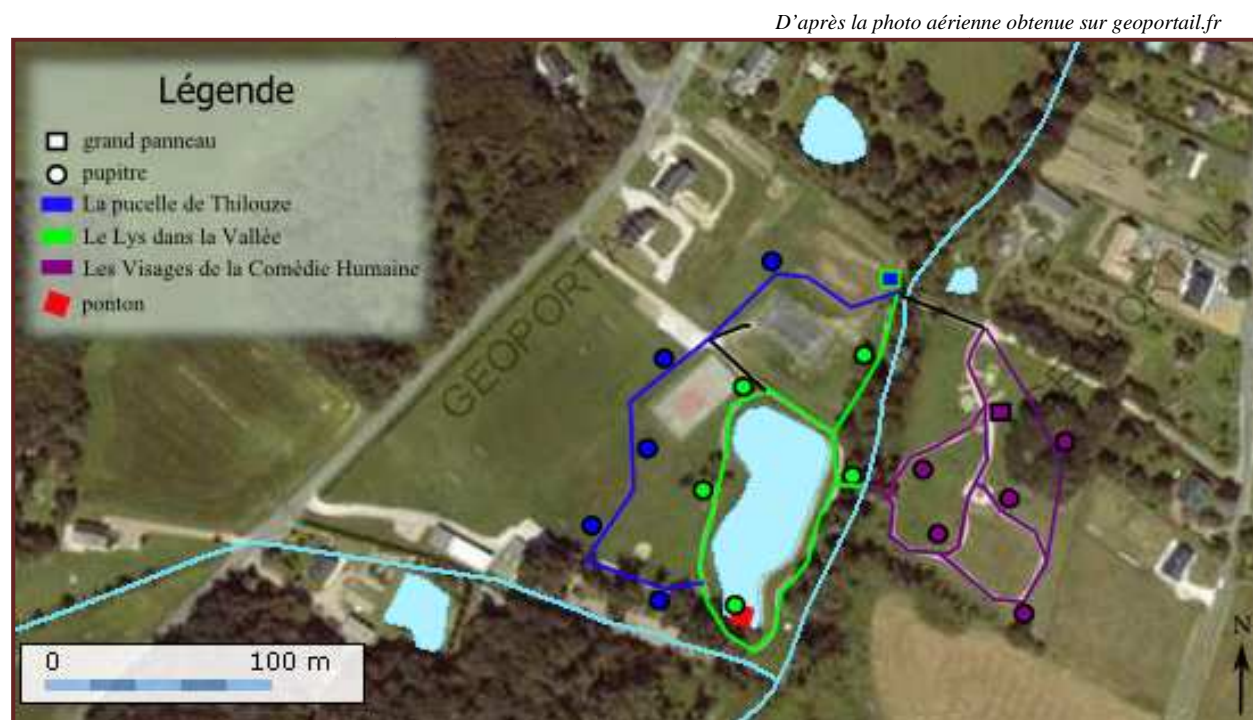 D'après la photo aérienne obtenue sur geoportail.fr
Légende
grand panneau
pupitre
La pucelle de Thilouze
Le Lys dans la Vallée
Les Visages de la Comédie Humaine
ponton
GEOPORT
0 100 m
N